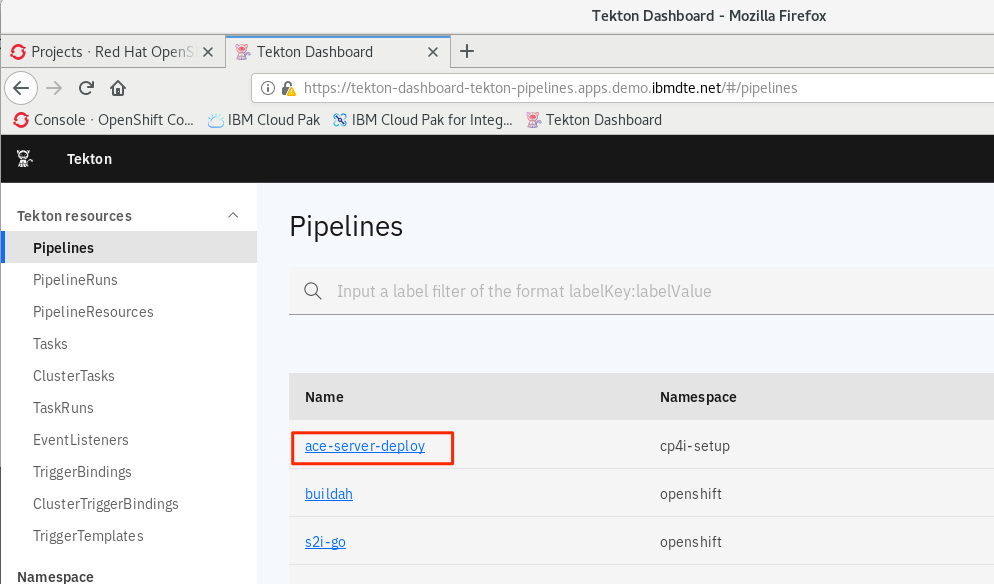 Tekton Dashboard - Mozilla Firefox
Projects · Red Hat OpenS
Tekton Dashboard
https://tekton-dashboard-tekton-pipelines.apps.demo.ibmdte.net/#/pipelines
Console · OpenShift Co... IBM Cloud Pak IBM Cloud Pak for Integ... Tekton Dashboard
Tekton
Tekton resources
Pipelines
PipelineRuns
PipelineResources
Tasks
ClusterTasks
TaskRuns
EventListeners
TriggerBindings
ClusterTriggerBindings
TriggerTemplates
Namespace
Pipelines
Input a label filter of the format labelKey:labelValue
Name Namespace
ace-server-deploy cp4i-setup
buildah openshift
s2i-go openshift